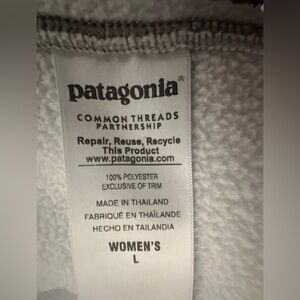 patagonia®
COMMON THREADS
PARTNERSHIP
Repair, Reuse, Recycle
This Product
www.patagonia.com
100% POLYESTER
EXCLUSIVE OF TRIM
MADE IN THAILAND
FABRIQUÉ EN THAÏLANDE
HECHO EN TAILANDIA
WOMEN'S
L